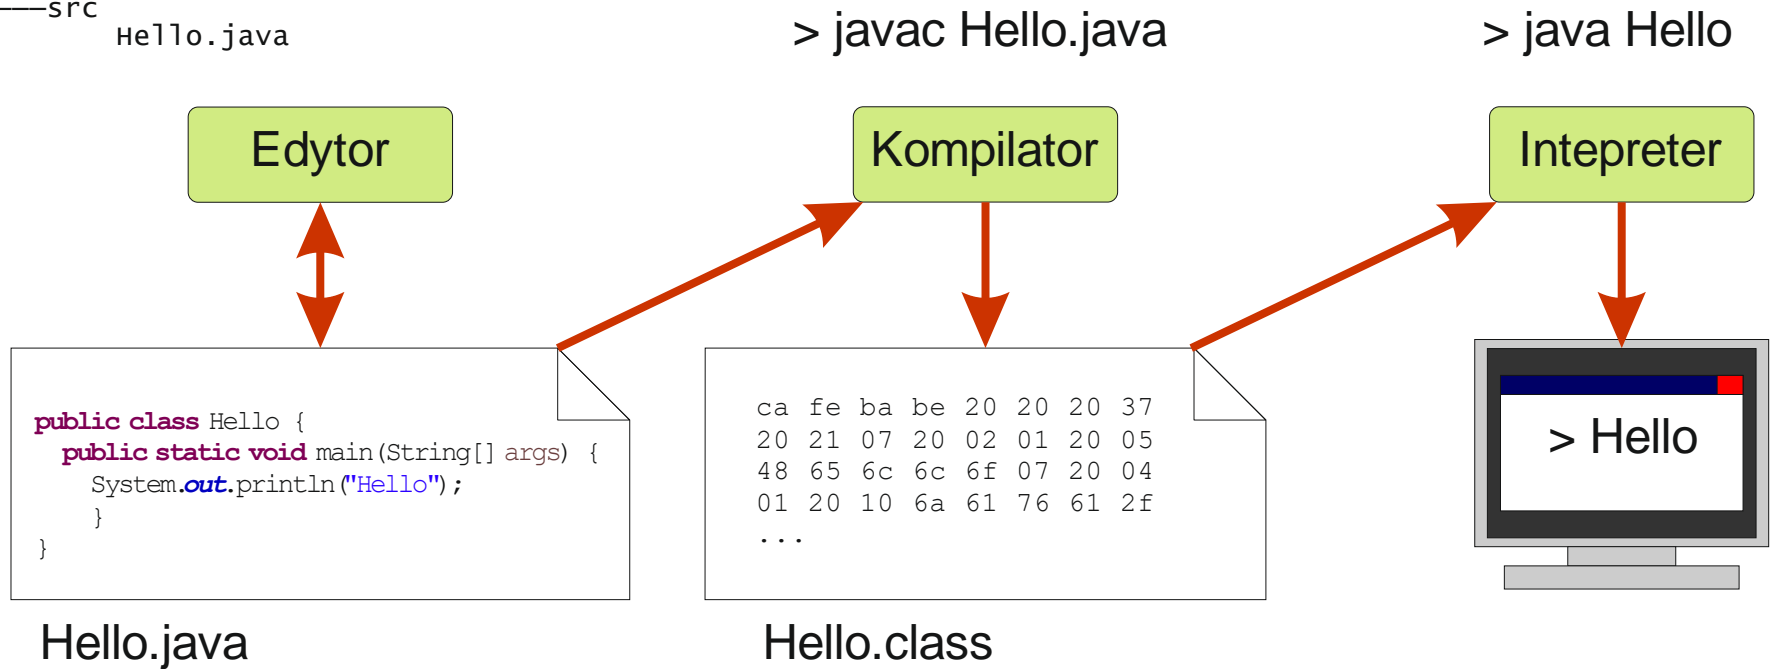 ———src
Hello.java
> javac Hello.java
> java Hello
Edytor
Kompilator
Intepreter
public class Hello {
public static void main(String[] args) {
System.out.println("Hello");
}
}
ca fe ba be 20 20 20 37
20 21 07 20 02 01 20 05
48 65 6c 6c 6f 07 20 04
01 20 10 6a 61 76 61 2f
...
> Hello
Hello.java
Hello.class